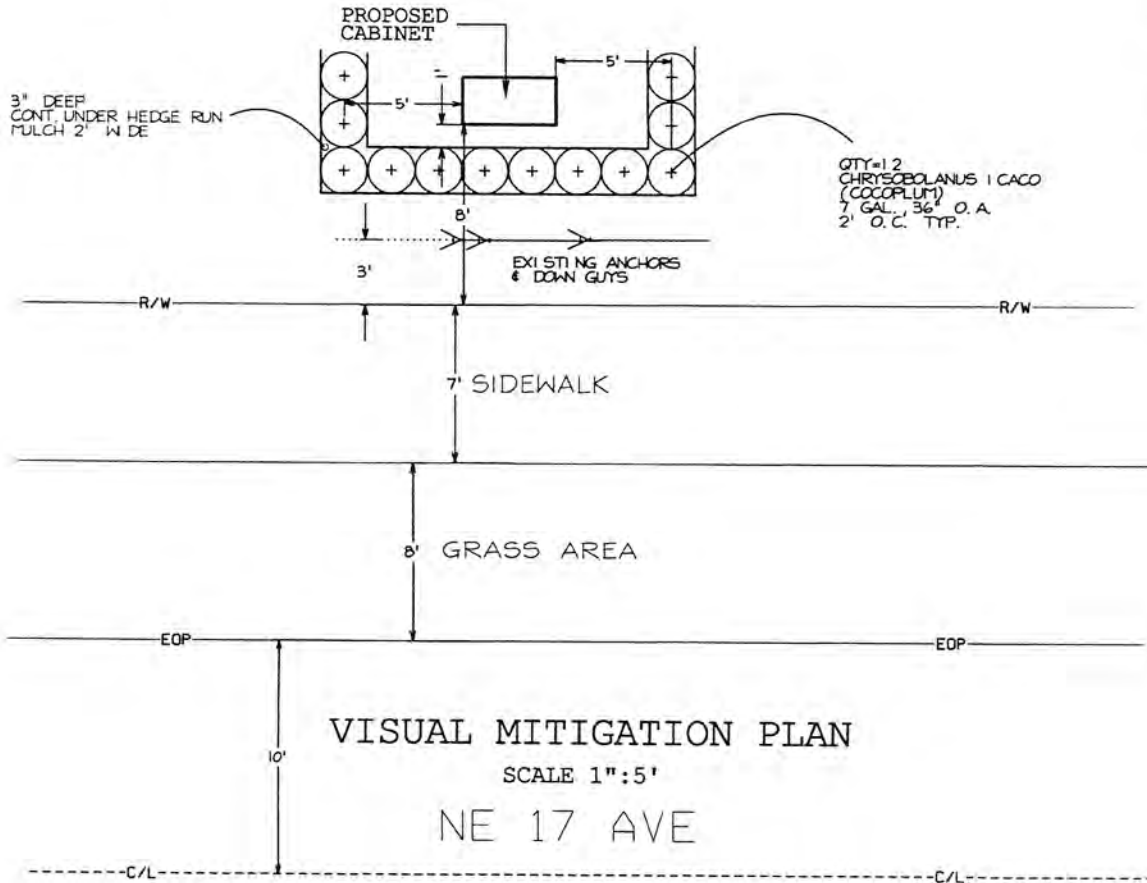 PROPOSED
CABINET
5'
1'
5'
3" DEEP
CONT. UNDER HEDGE RUN
MULCH 2' WIDE
QTY=12
CHRYSOBOLANUS I CACO
(COCOPLUM)
7 GAL., 36" O.A.
2' O.C. TYP.
8'
3'
EXISTING ANCHORS
& DOWN GUYS
R/W R/W
7' SIDEWALK
8' GRASS AREA
EOP EOP
VISUAL MITIGATION PLAN
10'
SCALE 1":5'
NE 17 AVE
C/L C/L